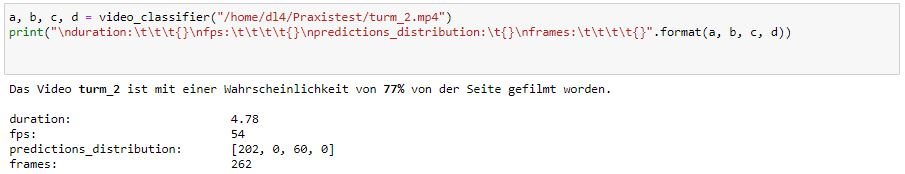 a, b, c, d = video_classifier("/home/dl4/Praxistest/turm_2.mp4")
print("\nduration:\t\t\t{}\nfps:\t\t\t\t{}\npredictions_distribution:\t{}\nframes:\t\t\t\t{}".format(a, b, c, d))
Das Video turm_2 ist mit einer Wahrscheinlichkeit von 77% von der Seite gefilmt worden.
duration: 4.78
fps: 54
predictions_distribution: [202, 0, 60, 0]
frames: 262